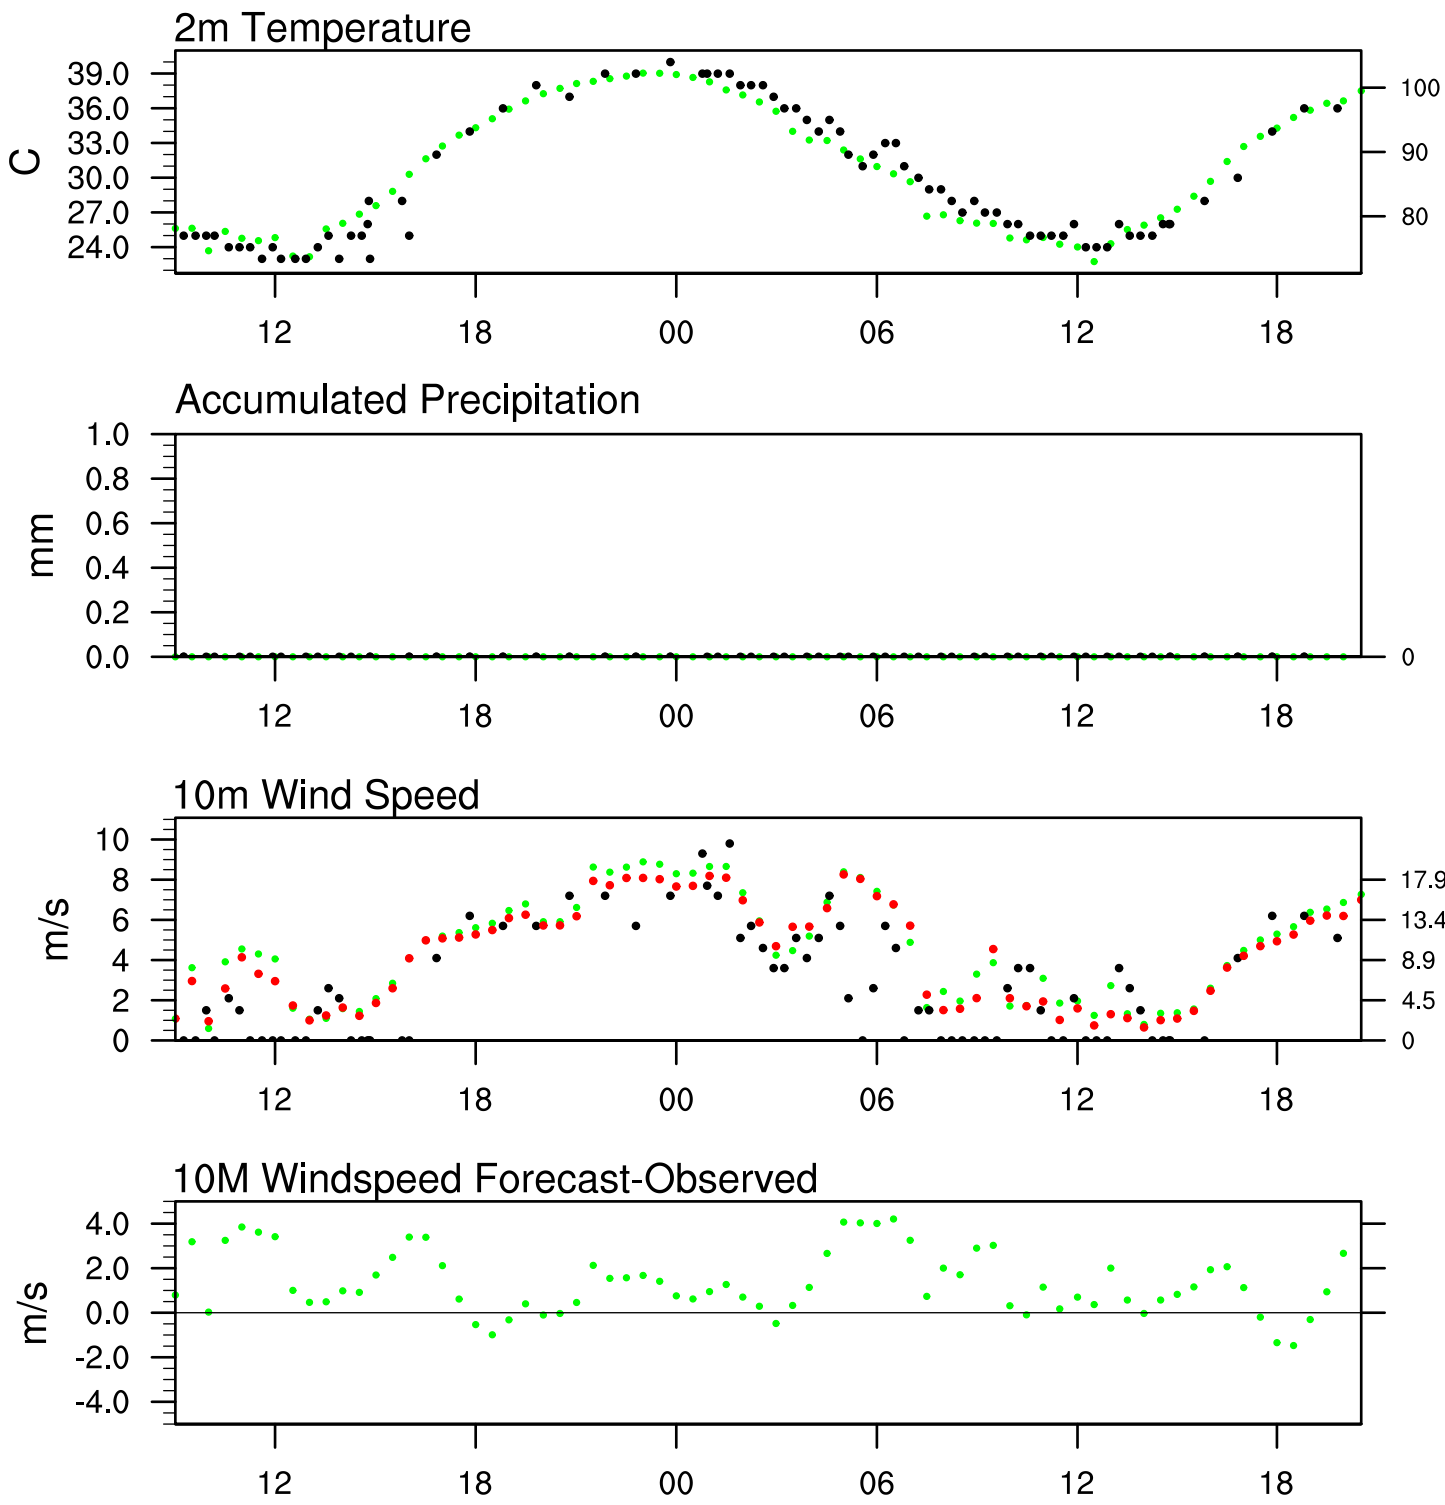 2m Temperature
39.0
36.0
33.0
30.0
27.0
24.0
C
100
90
80
12 18 00 06 12 18
Accumulated Precipitation
1.0
0.8
0.6
0.4
0.2
0.0
mm
0
12 18 00 06 12 18
10m Wind Speed
10
8
6
4
2
0
m/s
17.9
13.4
8.9
4.5
0
12 18 00 06 12 18
10M Windspeed Forecast-Observed
4.0
2.0
0.0
-2.0
-4.0
m/s
12 18 00 06 12 18